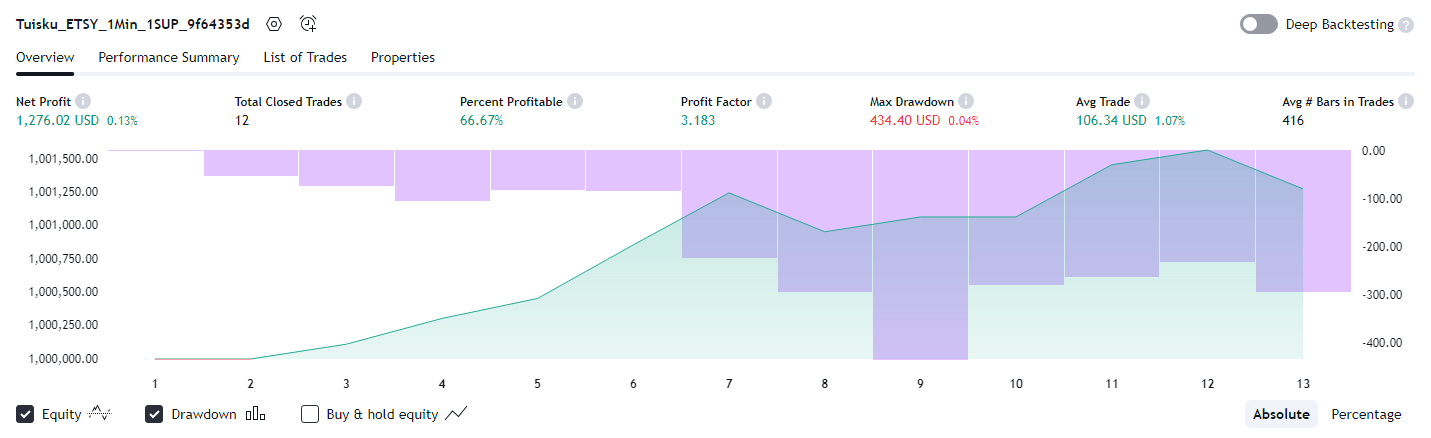 Tuisku_ETSY_1Min_1SUP_9f64353d
Deep Backtesting ?
Overview Performance Summary List of Trades Properties
Net Profit Total Closed Trades Percent Profitable Profit Factor Max Drawdown Avg Trade Avg # Bars in Trades
1,276.02 USD 0.13% 12 66.67% 3.183 434.40 USD 0.04% 106.34 USD 1.07% 416
1,001,500.00 0.00
1,001,250.00 -100.00
1,001,000.00 -200.00
1,000,750.00
1,000,500.00 -300.00
1,000,250.00 -400.00
1,000,000.00
1 2 3 4 5 6 7 8 9 10 11 12 13
Equity Drawdown Buy & hold equity Absolute Percentage